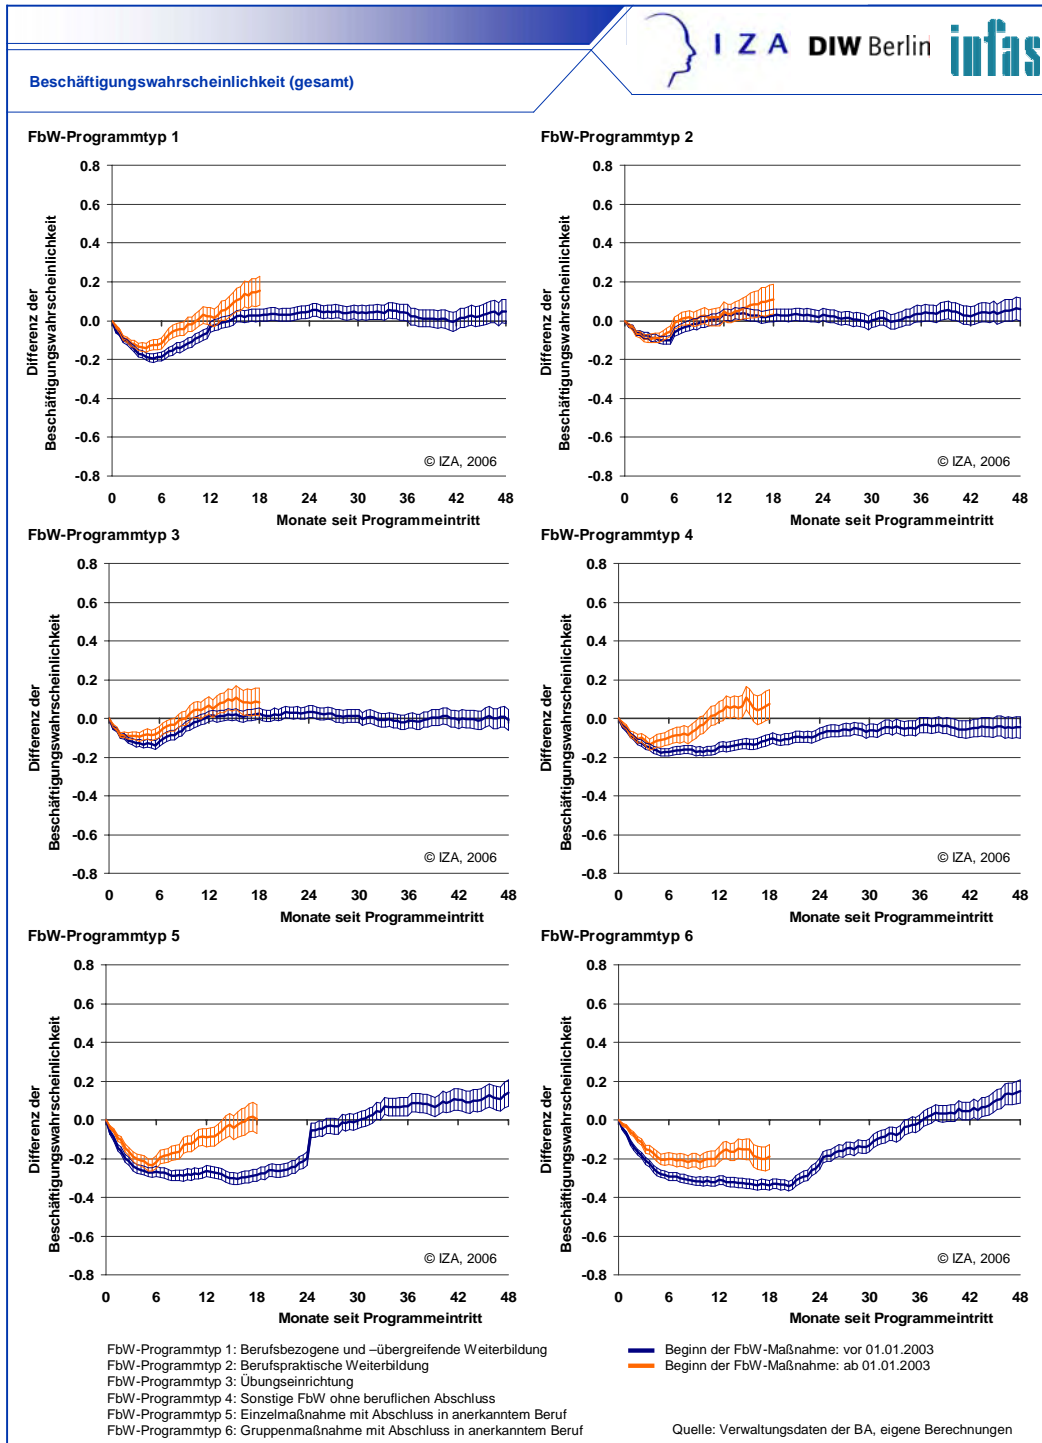 IZA DIW Berlin infas
Beschäftigungswahrscheinlichkeit (gesamt)
FbW-Programmtyp 1
Differenz der
Beschäftigungswahrscheinlichkeit
0.8
0.6
0.4
0.2
0.0
-0.2
-0.4
-0.6
-0.8
© IZA, 2006
0 6 12 18 24 30 36 42 48
Monate seit Programmeintritt
FbW-Programmtyp 2
Differenz der
Beschäftigungswahrscheinlichkeit
0.8
0.6
0.4
0.2
0.0
-0.2
-0.4
-0.6
-0.8
© IZA, 2006
0 6 12 18 24 30 36 42 48
Monate seit Programmeintritt
FbW-Programmtyp 3
Differenz der
Beschäftigungswahrscheinlichkeit
0.8
0.6
0.4
0.2
0.0
-0.2
-0.4
-0.6
-0.8
© IZA, 2006
0 6 12 18 24 30 36 42 48
Monate seit Programmeintritt
FbW-Programmtyp 4
Differenz der
Beschäftigungswahrscheinlichkeit
0.8
0.6
0.4
0.2
0.0
-0.2
-0.4
-0.6
-0.8
© IZA, 2006
0 6 12 18 24 30 36 42 48
Monate seit Programmeintritt
FbW-Programmtyp 5
Differenz der
Beschäftigungswahrscheinlichkeit
0.8
0.6
0.4
0.2
0.0
-0.2
-0.4
-0.6
-0.8
© IZA, 2006
0 6 12 18 24 30 36 42 48
Monate seit Programmeintritt
FbW-Programmtyp 6
Differenz der
Beschäftigungswahrscheinlichkeit
0.8
0.6
0.4
0.2
0.0
-0.2
-0.4
-0.6
-0.8
© IZA, 2006
0 6 12 18 24 30 36 42 48
Monate seit Programmeintritt
FbW-Programmtyp 1: Berufsbezogene und –übergreifende Weiterbildung
FbW-Programmtyp 2: Berufspraktische Weiterbildung
FbW-Programmtyp 3: Übungseinrichtung
FbW-Programmtyp 4: Sonstige FbW ohne beruflichen Abschluss
FbW-Programmtyp 5: Einzelmaßnahme mit Abschluss in anerkanntem Beruf
FbW-Programmtyp 6: Gruppenmaßnahme mit Abschluss in anerkanntem Beruf
Beginn der FbW-Maßnahme: vor 01.01.2003
Beginn der FbW-Maßnahme: ab 01.01.2003
Quelle: Verwaltungsdaten der BA, eigene Berechnungen